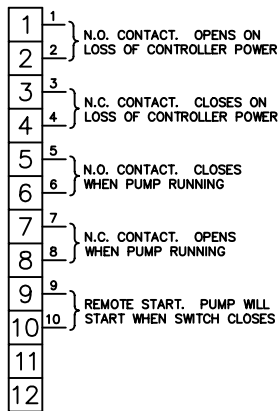 1 1
N.O. CONTACT. OPENS ON
2 2
LOSS OF CONTROLLER POWER
3 3
N.C. CONTACT. CLOSES ON
4 4
LOSS OF CONTROLLER POWER
5 5
N.O. CONTACT. CLOSES
6 6
WHEN PUMP RUNNING
7 7
N.C. CONTACT. OPENS
8 8
WHEN PUMP RUNNING
9 9
REMOTE START. PUMP WILL
10 10
START WHEN SWITCH CLOSES
11
12